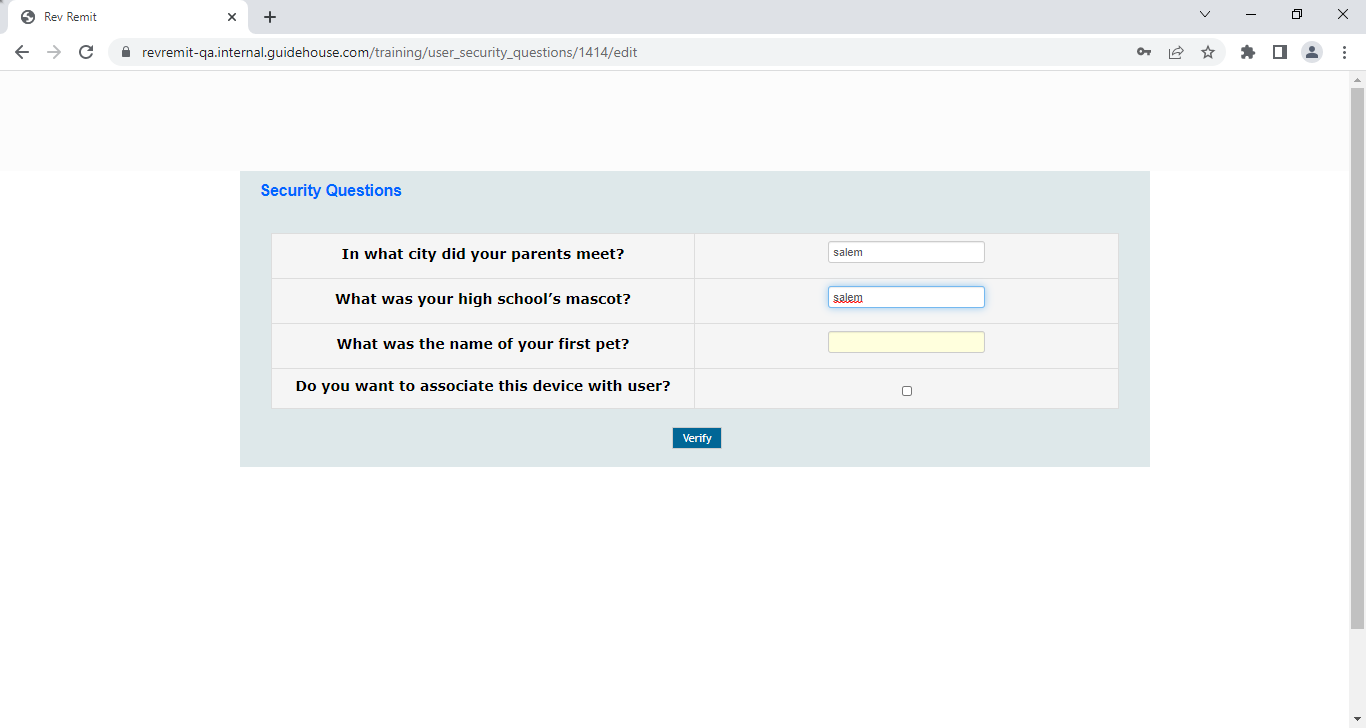 Rev Remit
revremit-qa.internal.guidehouse.com/training/user_security_questions/1414/edit
Security Questions
In what city did your parents meet? salem
What was your high school’s mascot? salem
What was the name of your first pet?
Do you want to associate this device with user?
Verify